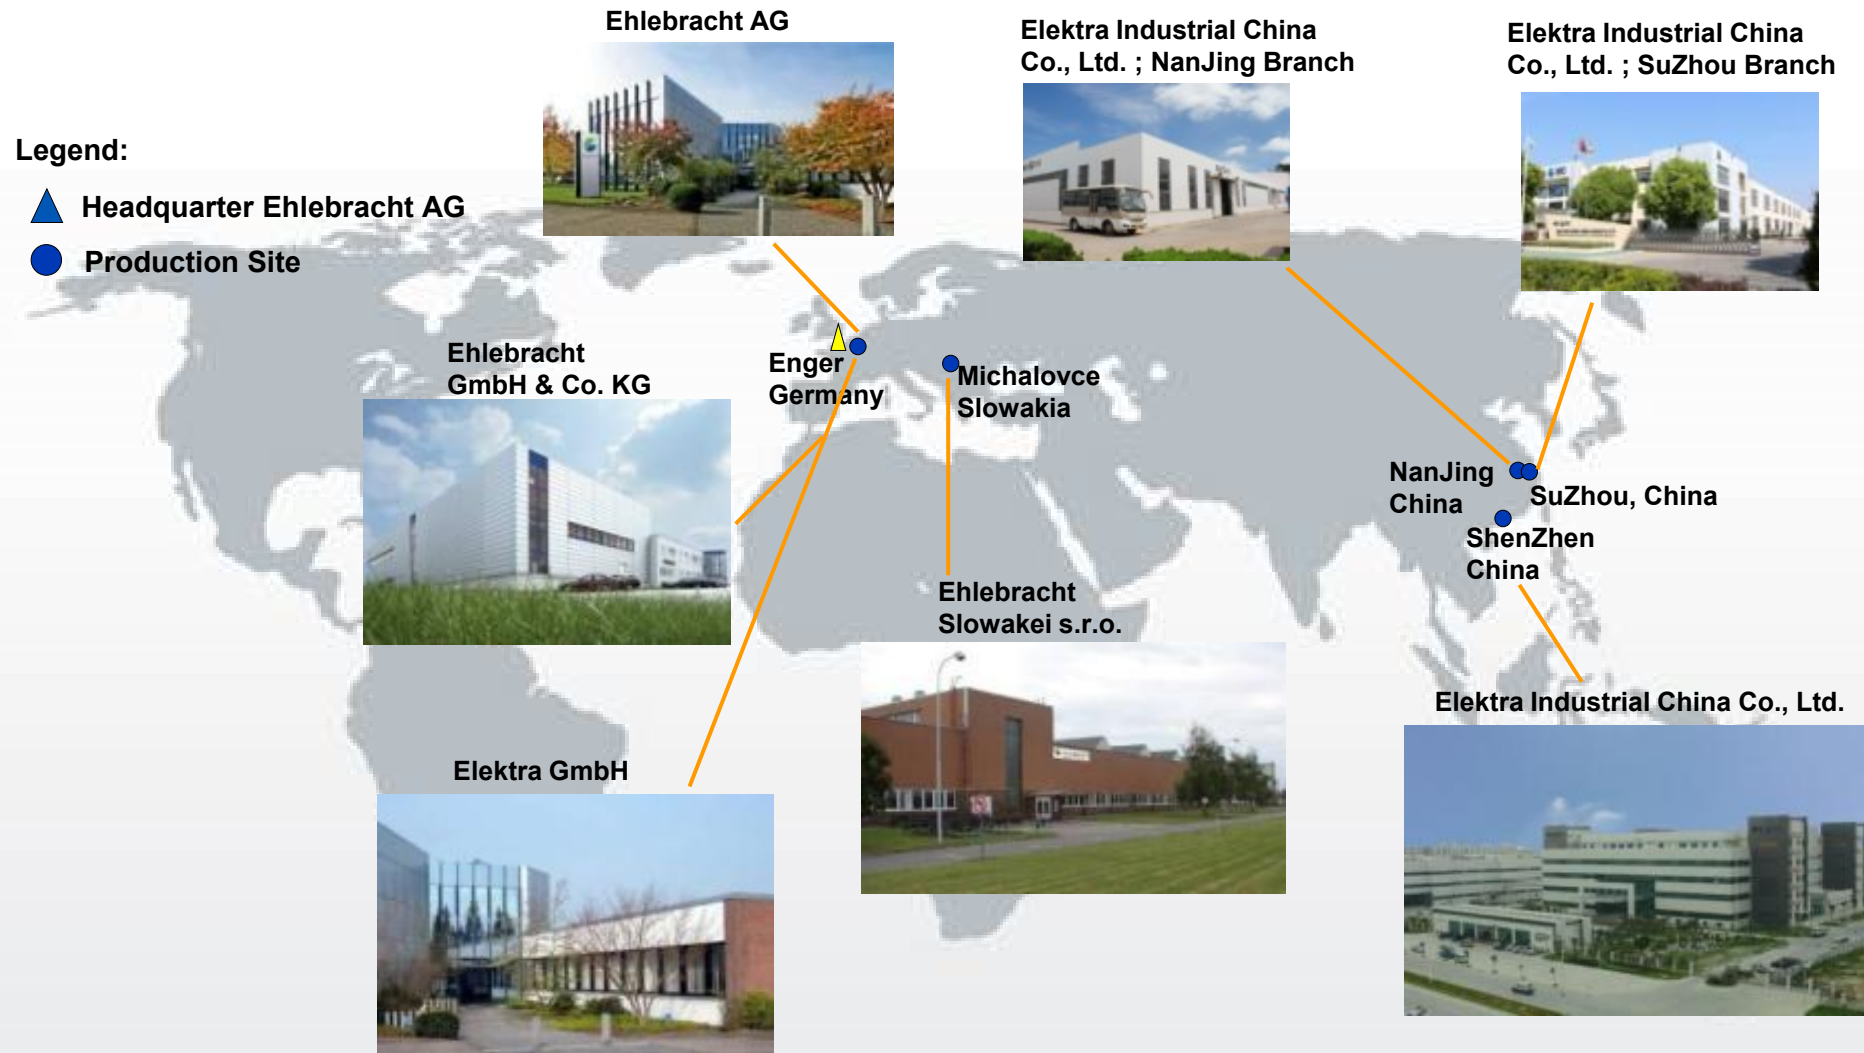 Ehlebracht AG
Elektra Industrial China
Co., Ltd. ; NanJing Branch
Elektra Industrial China
Co., Ltd. ; SuZhou Branch
Legend:
Headquarter Ehlebracht AG
Production Site
Ehlebracht
GmbH & Co. KG
Enger
Germany
Michalovce
Slowakia
NanJing
China
SuZhou, China
ShenZhen
China
Ehlebracht
Slowakei s.r.o.
Elektra Industrial China Co., Ltd.
Elektra GmbH